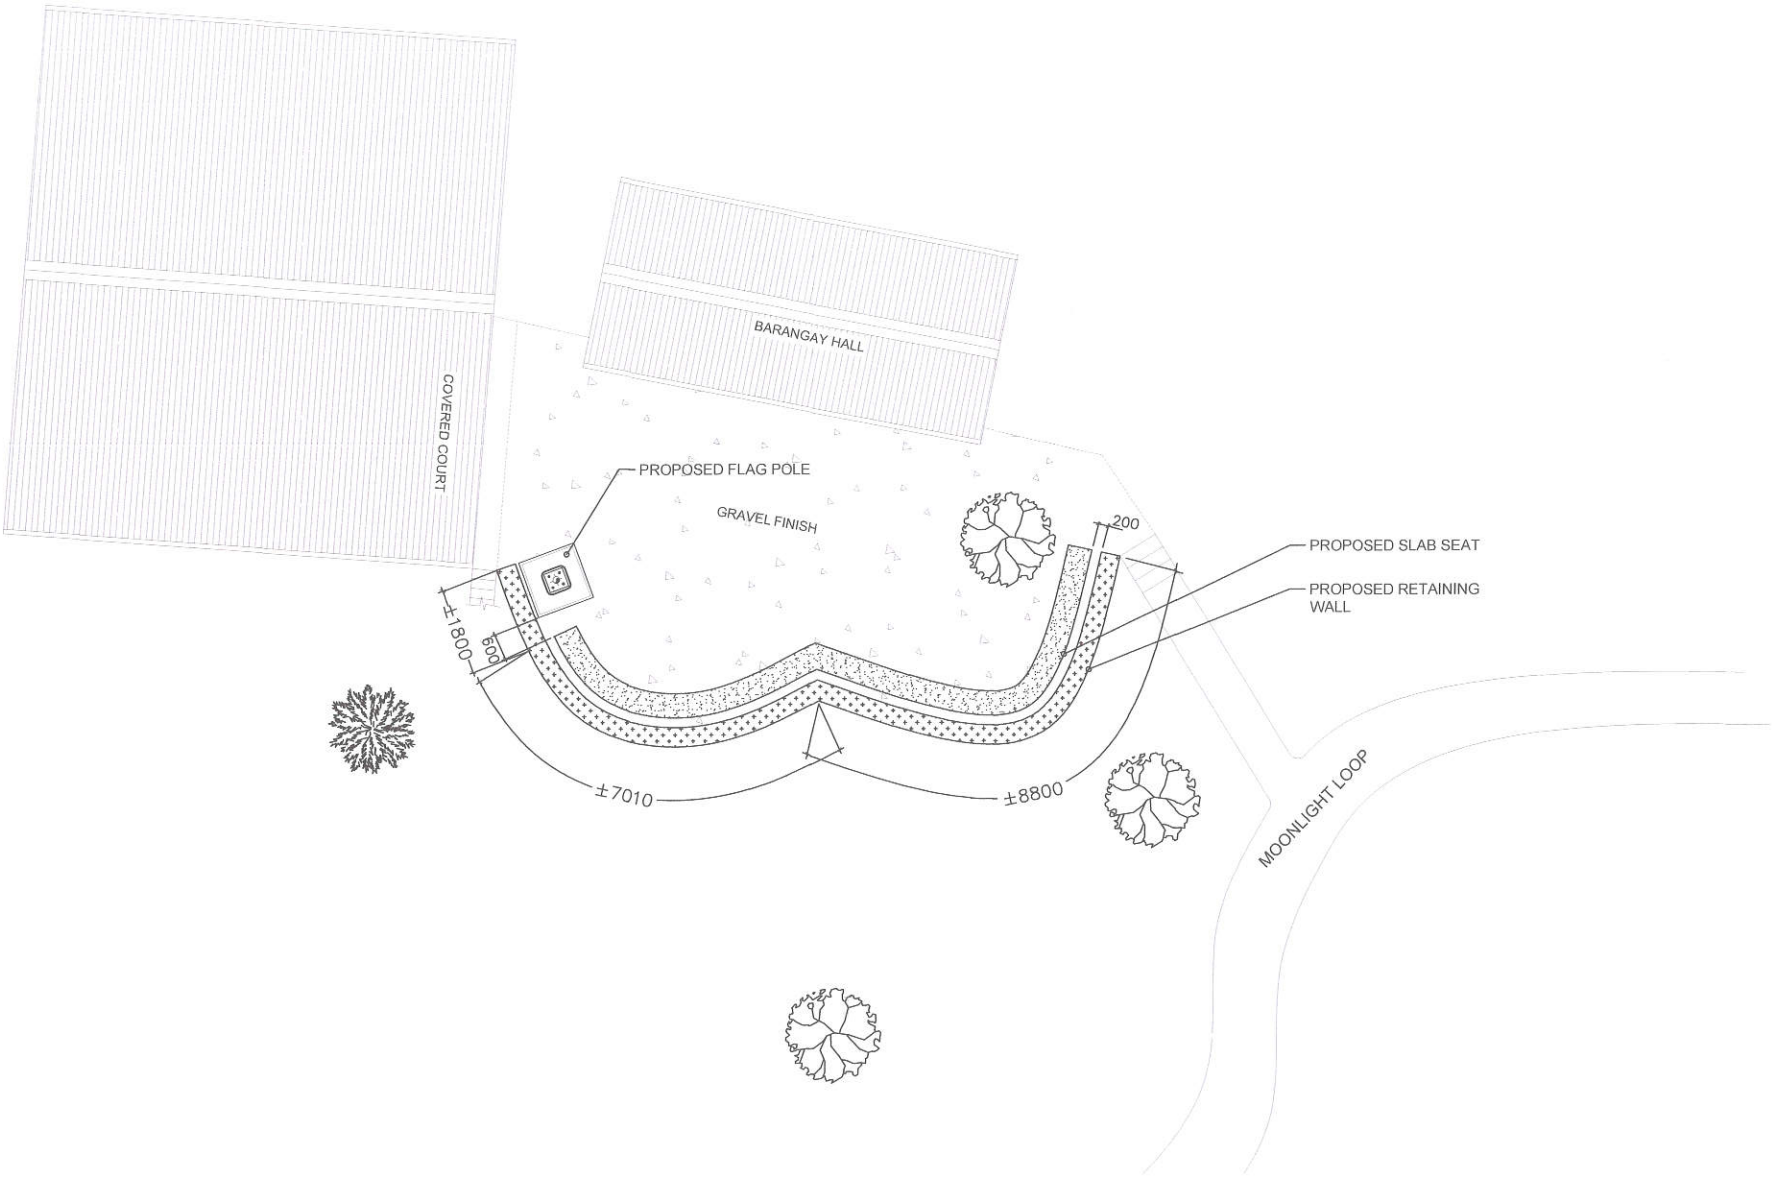 BARANGAY HALL
COVERED COURT
PROPOSED FLAG POLE
GRAVEL FINISH
200
PROPOSED SLAB SEAT
PROPOSED RETAINING
WALL
±1800
600
±7010
±8800
MOONLIGHT LOOP